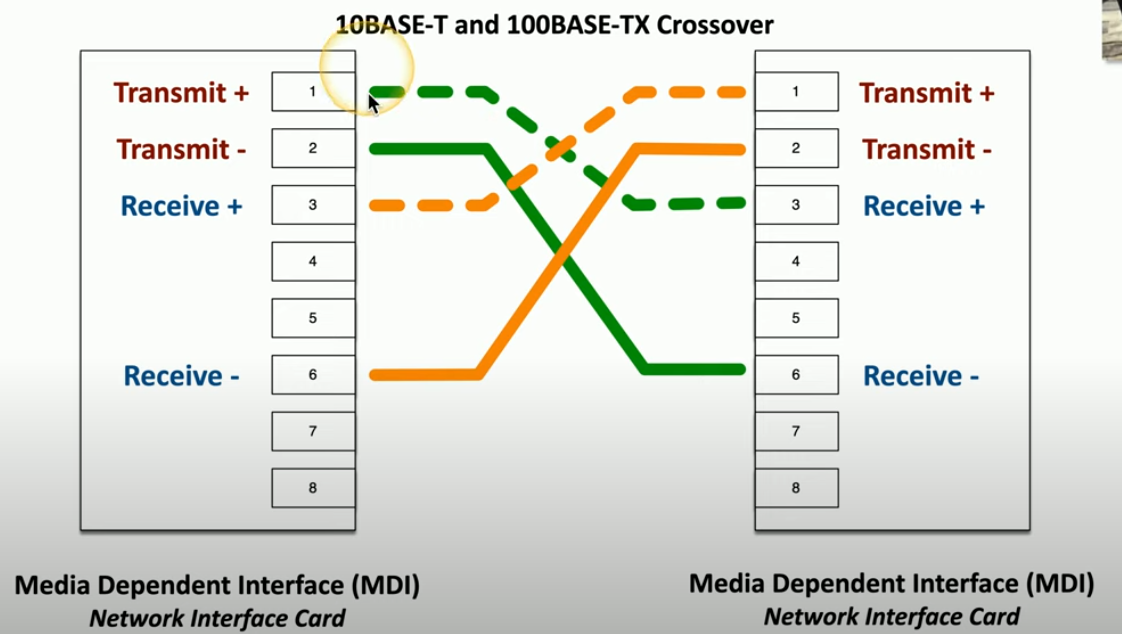 10BASE-T and 100BASE-TX Crossover
Transmit + 1 1 Transmit +
Transmit - 2 2 Transmit -
Receive + 3 3 Receive +
4 4
5 5
Receive - 6 6 Receive -
7 7
8 8
Media Dependent Interface (MDI) Media Dependent Interface (MDI)
Network Interface Card Network Interface Card